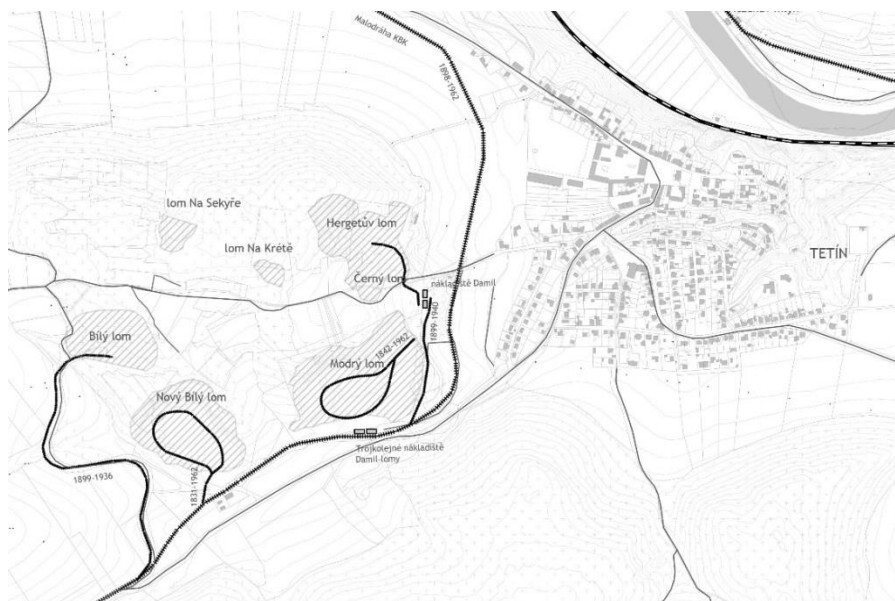 Malodráha KBK
1898-1962
lom Na Sekyře
Hergetův lom
lom Na Krétě
TETÍN
Černý lom
nákladiště Damil
1899-1940
Bílý lom
1842-1962
Modrý lom
Nový Bílý lom
Trojkolejné nákladiště
Damil-lomy
1899-1936
1831-1962